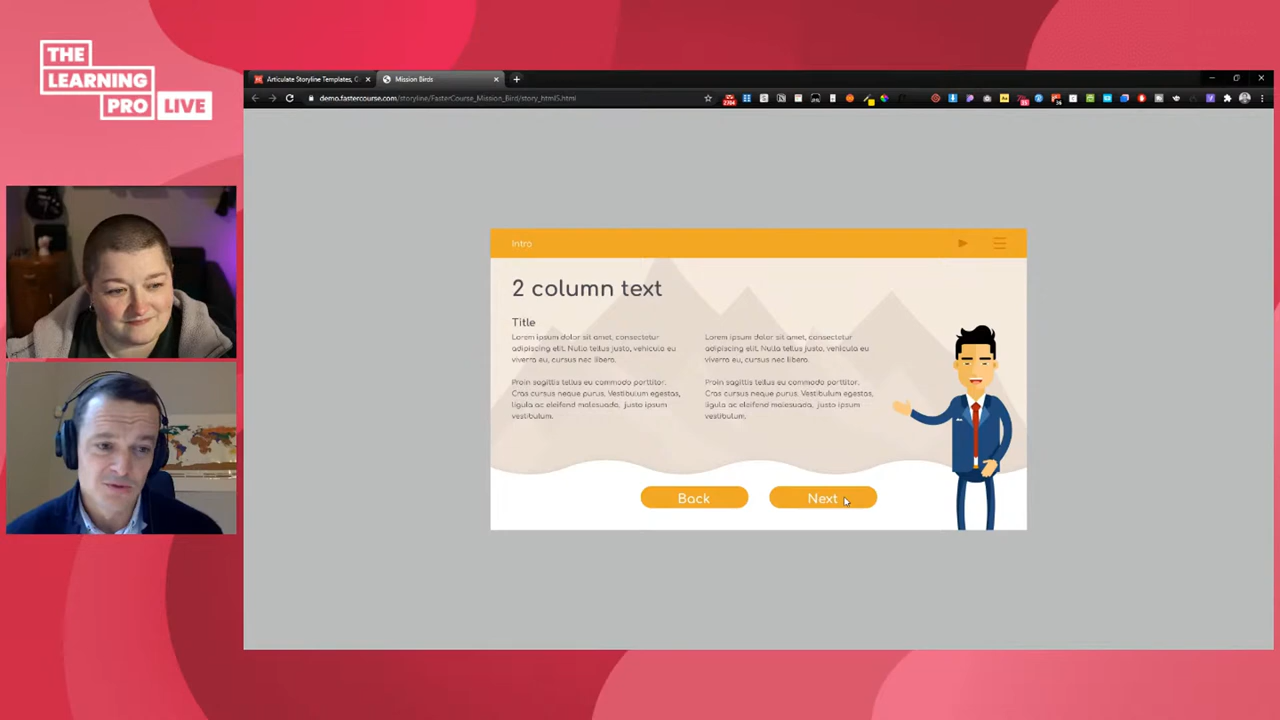 THE
LEARNING
PRO LIVE
Articulate Storyline Templates, C
Mission Birds
demo.fastercourse.com/storyline/FasterCourse_Mission_Bird/story_html5.html
Intro
2 column text
Title
Lorem ipsum dolor sit amet, consectetur
adipiscing elit. Nulla tellus justo, vehicula eu
viverra eu, cursus nec libero.
Proin sagittis tellus eu commodo porttitor.
Cras cursus neque purus. Vestibulum egestas,
ligula ac eleifend malesuada, justo ipsum
vestibulum.
Lorem ipsum dolor sit amet, consectetur
adipiscing elit. Nulla tellus justo, vehicula eu
viverra eu, cursus nec libero.
Proin sagittis tellus eu commodo porttitor.
Cras cursus neque purus. Vestibulum egestas,
ligula ac eleifend malesuada, justo ipsum
vestibulum.
Back
Next